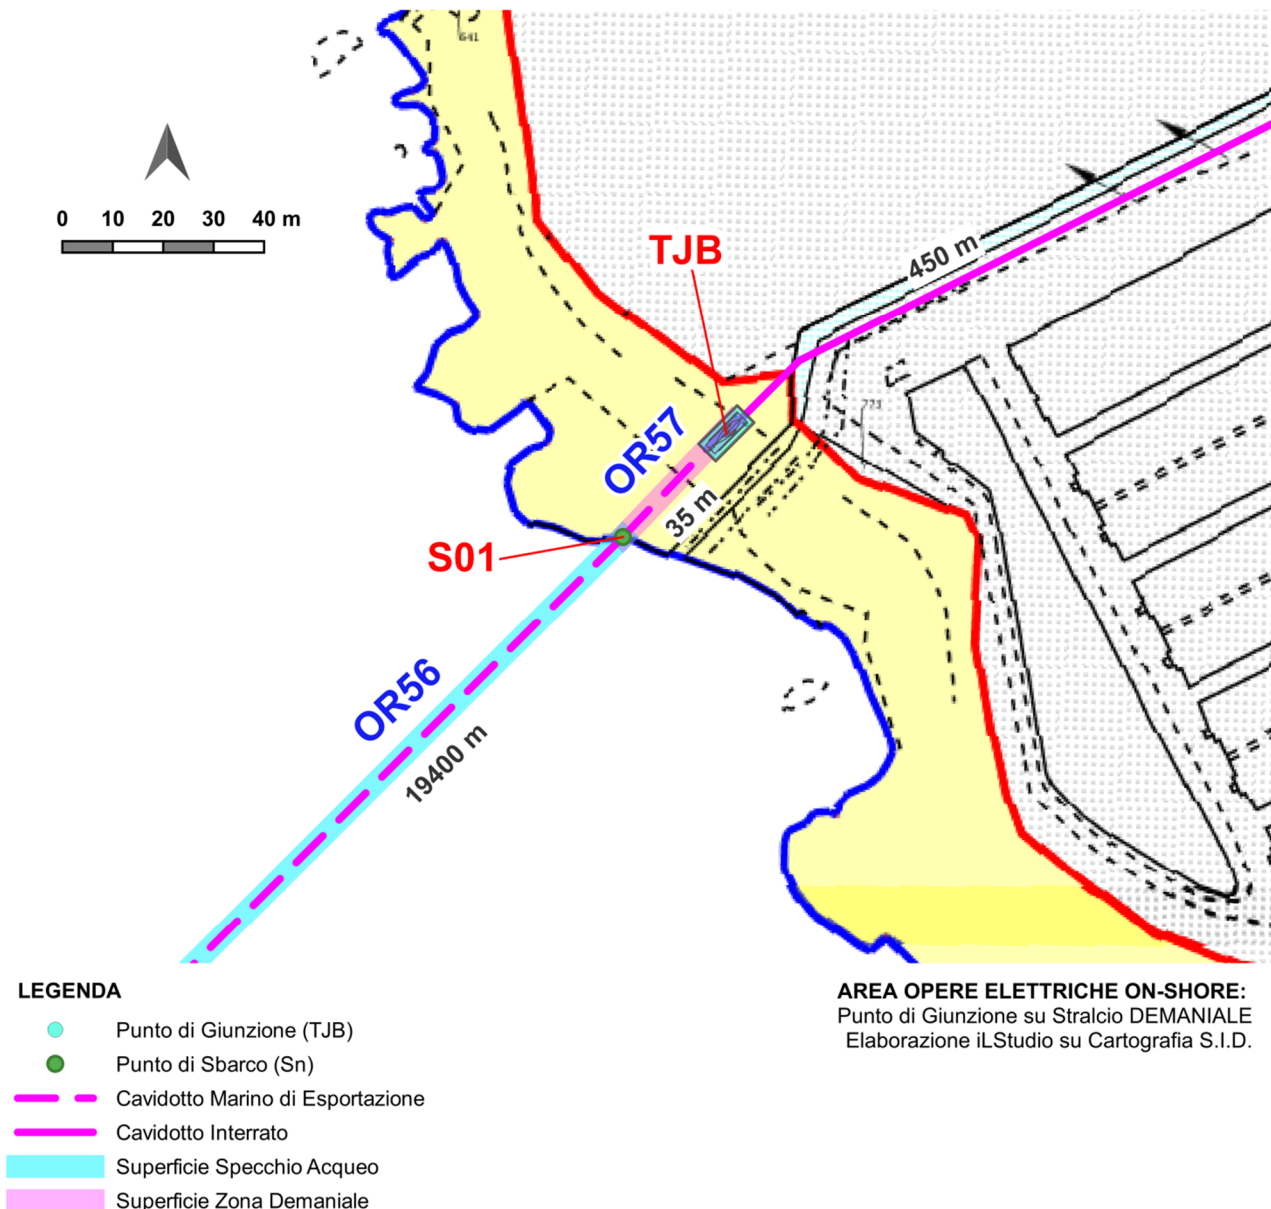 641
0 10 20 30 40 m
TJB
450 m
773
OR57
35 m
S01
OR56
19400 m
LEGENDA
Punto di Giunzione (TJB)
Punto di Sbarco (Sn)
Cavidotto Marino di Esportazione
Cavidotto Interrato
Superficie Specchio Acqueo
Superficie Zona Demaniale
AREA OPERE ELETTRICHE ON-SHORE:
Punto di Giunzione su Stralcio DEMANIALE
Elaborazione iLStudio su Cartografia S.I.D.